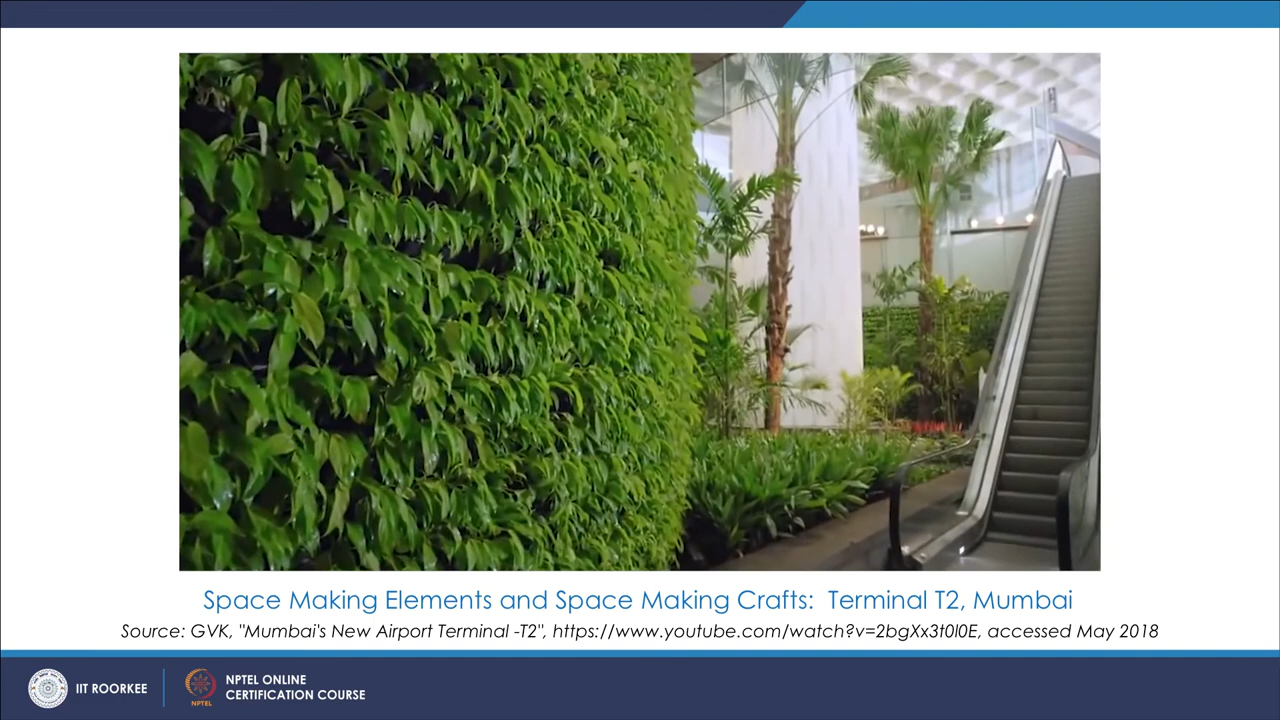 Space Making Elements and Space Making Crafts:  Terminal T2, Mumbai
Source: GVK, "Mumbai's New Airport Terminal -T2", https://www.youtube.com/watch?v=2bgXx3t0l0E, accessed May 2018
IIT ROORKEE
NPTEL
NPTEL ONLINE
CERTIFICATION COURSE